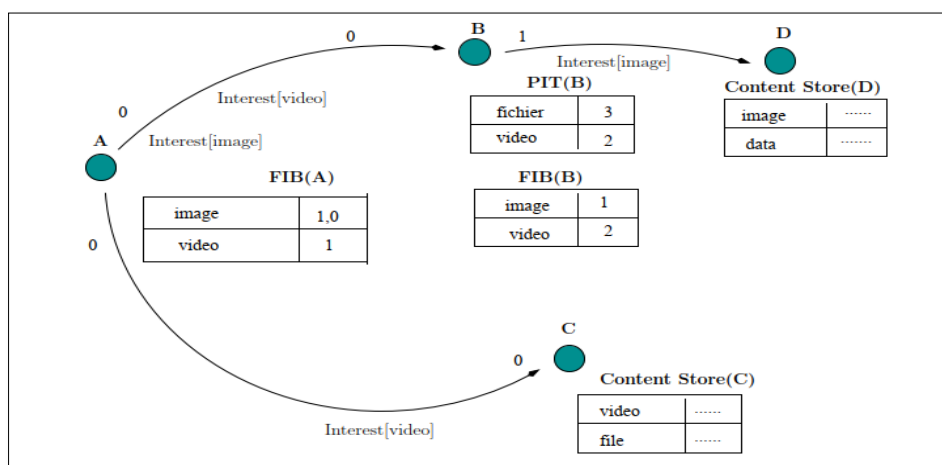 B
0
1
D
Interest[image]
PIT(B)
Content Store(D)
fichier 3
video 2
image ......
data ......
Interest[video]
0
Interest[image]
A
FIB(A)
image 1,0
video 1
FIB(B)
image 1
video 2
0
C
0
Content Store(C)
video ......
file ......
Interest[video]